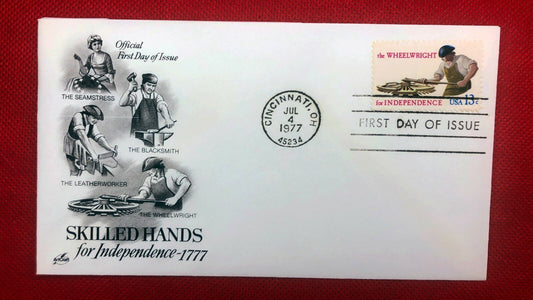 Official
First Day of Issue
THE SEAMSTRESS
THE BLACKSMITH
THE LEATHERWORKER
THE WHEELWRIGHT
SKILLED HANDS
for Independence-1777
CINCINNATI, OH
JUL
4
1977
45234
the WHEELWRIGHT
for INDEPENDENCE USA 13c
FIRST DAY OF ISSUE